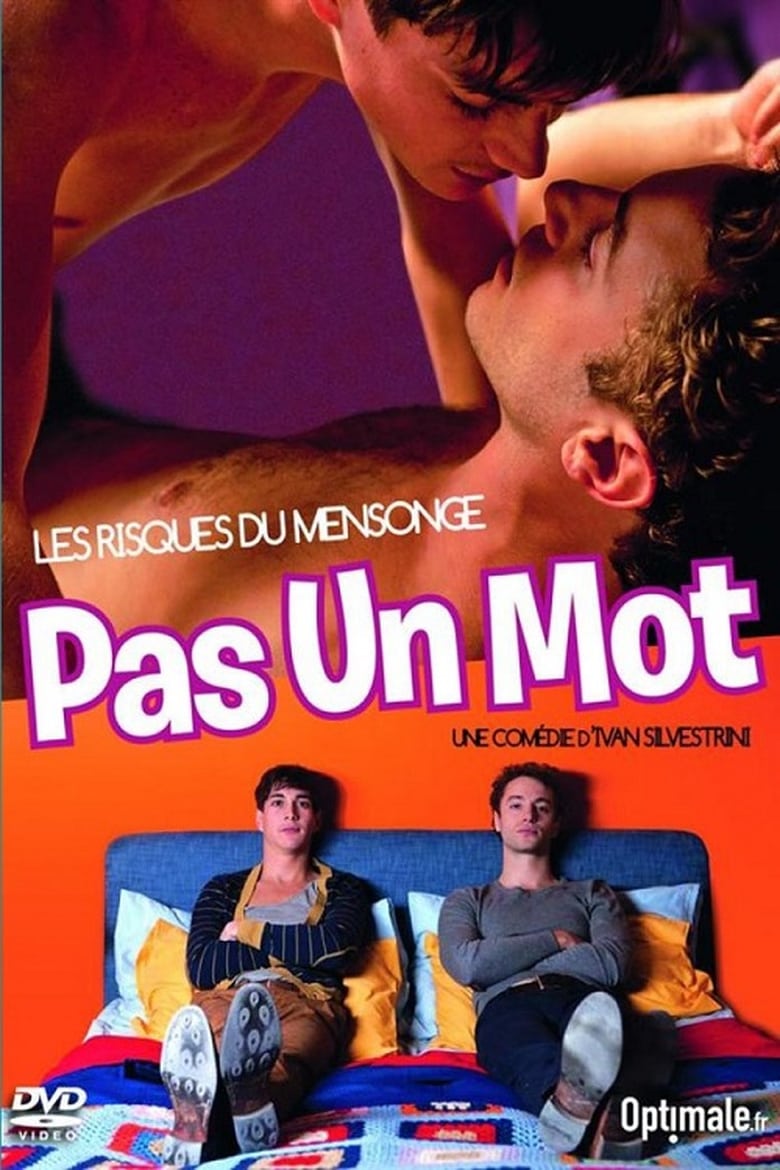 LES RISQUES DU MENSONGE
Pas Un Mot
UNE COMÉDIE D'IVAN SILVESTRINI
DVD
VIDEO
Optimale.fr